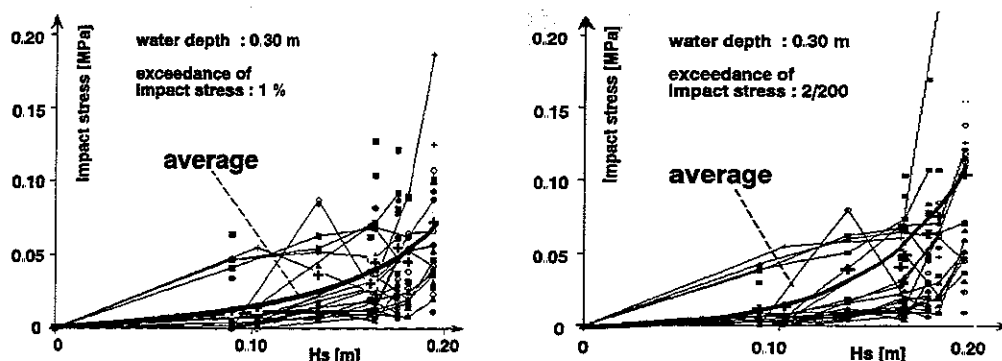 0.20
0.15
0.10
0.05
0
Impact stress [MPa]
water depth : 0.30 m
exceedance of
impact stress : 1 %
average
0
0.10
0.20
Hs [m]
0.20
0.15
0.10
0.05
0
Impact stress [MPa]
water depth : 0.30 m
exceedance of
impact stress : 2/200
average
0
0.10
0.20
Hs [m]